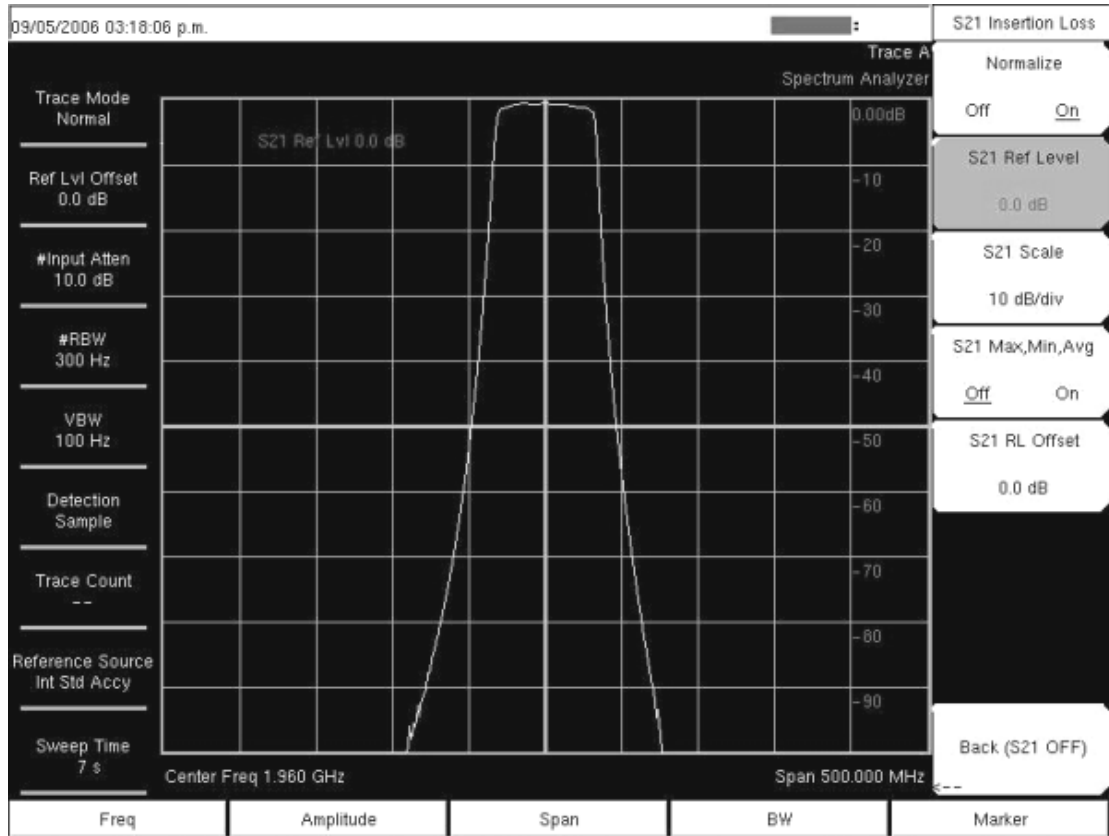 09/05/2006 03:18:06 p.m.
S21 Insertion Loss
Trace A
Spectrum Analyzer
Trace Mode
Normal
Ref Lvl Offset
0.0 dB
#Input Atten
10.0 dB
#RBW
300 Hz
VBW
100 Hz
Detection
Sample
Trace Count
--
Reference Source
Int Std Accy
Sweep Time
7 s
S21 Ref Lvl 0.0 dB
0.00dB
-10
-20
-30
-40
-50
-60
-70
-80
-90
Center Freq 1.960 GHz
Span 500.000 MHz
Normalize
Off On
S21 Ref Level
0.0 dB
S21 Scale
10 dB/div
S21 Max,Min,Avg
Off On
S21 RL Offset
0.0 dB
Back (S21 OFF)
<--
Freq
Amplitude
Span
BW
Marker